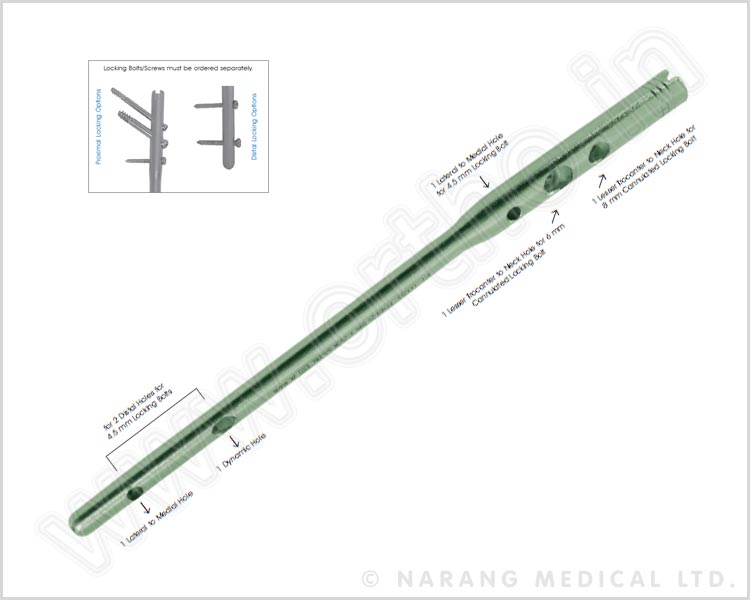 Locking Bolts/Screws must be ordered separately.
Proximal Locking Options
Distal Locking Options
1 Lateral to Medial Hole
for 4.5 mm Locking Bolt
1 Lesser Trocanter to Neck Hole for
8 mm Cannulated Locking Bolt
1 Lesser Trocanter to Neck Hole for 6 mm
Cannulated Locking Bolt
for 2 Distal Holes for
4.5 mm Locking Bolts
1 Dynamic Hole
1 Lateral to Medial Hole
www.ortho.in
© NARANG MEDICAL LTD.